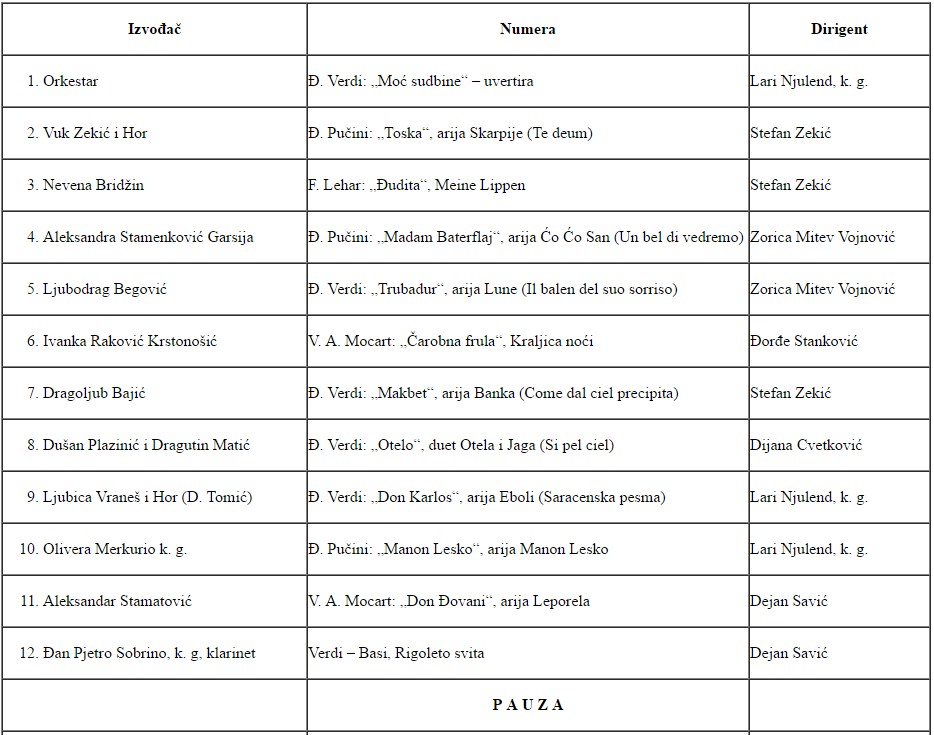 Izvođač Numera Dirigent
1. Orkestar Đ. Verdi: „Moć sudbine“ – uvertira Lari Njulend, k. g.
2. Vuk Zekić i Hor Đ. Pučini: „Toska“, arija Skarpije (Te deum) Stefan Zekić
3. Nevena Bridžin F. Lehar: „Đudita“, Meine Lippen Stefan Zekić
4. Aleksandra Stamenković Garsija Đ. Pučini: „Madam Baterflaj“, arija Ćo Ćo San (Un bel di vedremo) Zorica Mitev Vojnović
5. Ljubodrag Begović Đ. Verdi: „Trubadur“, arija Lune (Il balen del suo sorriso) Zorica Mitev Vojnović
6. Ivanka Raković Krstonošić V. A. Mocart: „Čarobna frula“, Kraljica noći Đorđe Stanković
7. Dragoljub Bajić Đ. Verdi: „Makbet“, arija Banka (Come dal ciel precipita) Stefan Zekić
8. Dušan Plazinić i Dragutin Matić Đ. Verdi: „Otelo“, duet Otela i Jaga (Si pel ciel) Dijana Cvetković
9. Ljubica Vraneš i Hor (D. Tomić) Đ. Verdi: „Don Karlos“, arija Eboli (Saracenska pesma) Lari Njulend, k. g.
10. Olivera Merkurio k. g. Đ. Pučini: „Manon Lesko“, arija Manon Lesko Lari Njulend, k. g.
11. Aleksandar Stamatović V. A. Mocart: „Don Đovani“, arija Leporela Dejan Savić
12. Đan Pjetro Sobrino, k. g, klarinet Verdi – Basi, Rigoleto svita Dejan Savić
P A U Z A